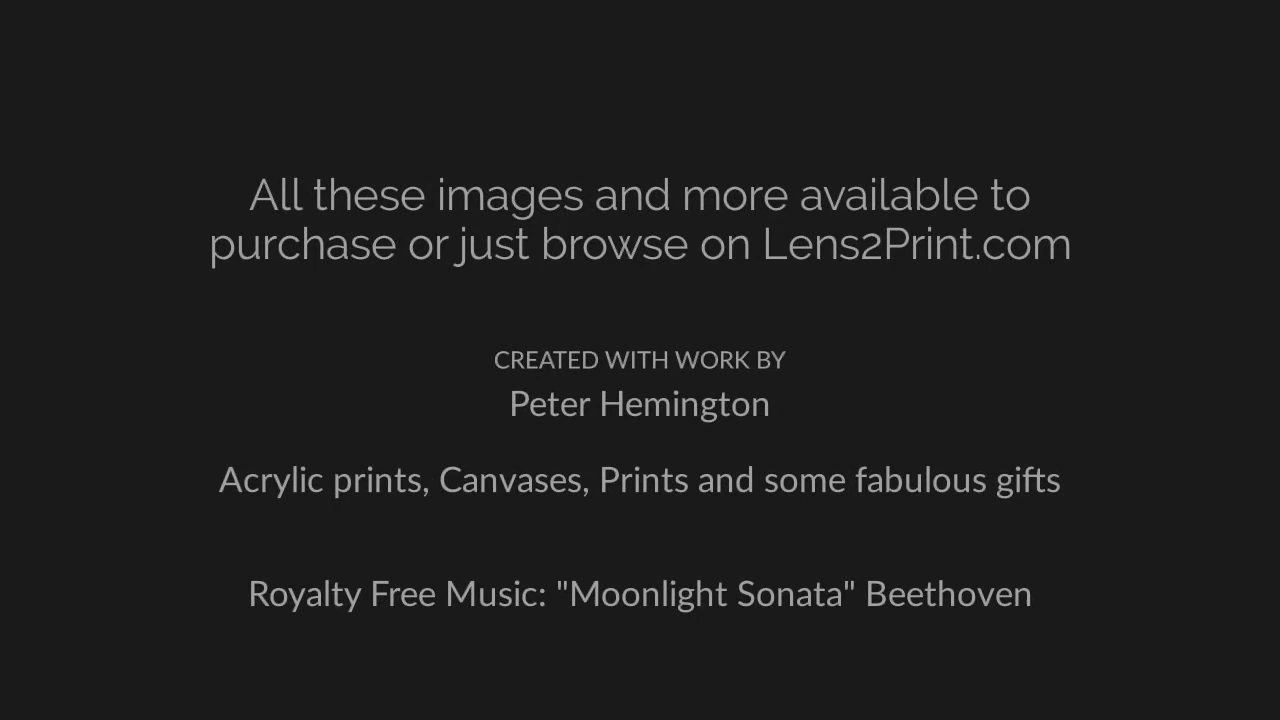 All these images and more available to
purchase or just browse on Lens2Print.com
CREATED WITH WORK BY
Peter Hemington
Acrylic prints, Canvases, Prints and some fabulous gifts
Royalty Free Music: "Moonlight Sonata" Beethoven